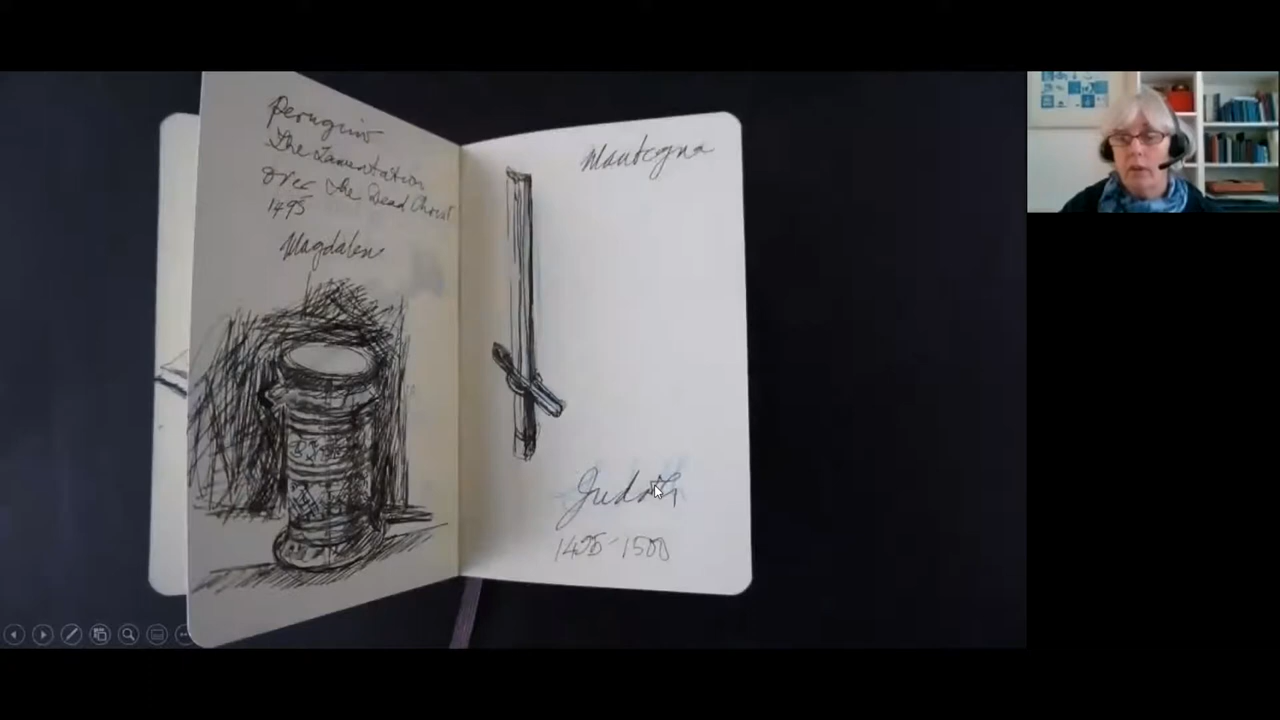 Perugino
The Lamentation
over the Dead Christ
1495
Magdalen
Mantegna
Judith
1495-1500